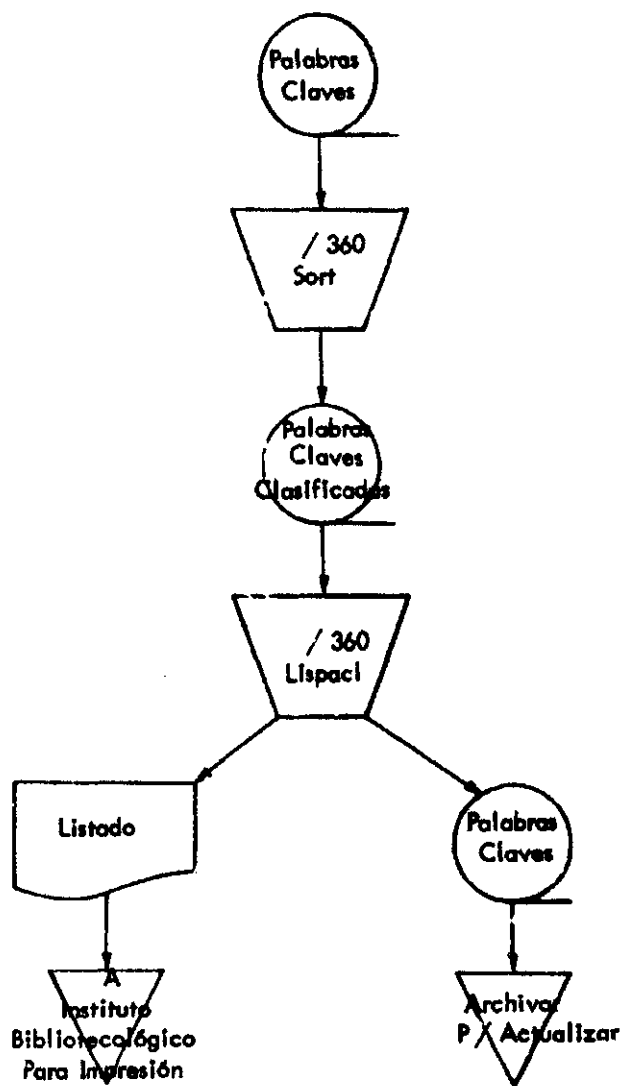 Palabras
Claves
/ 360
Sort
Palabras
Claves
Clasificadas
/ 360
Lispacl
Listado
Palabras
Claves
A
Instituto
Bibliotecológico
Para Impresión
Archivar
P / Actualizar